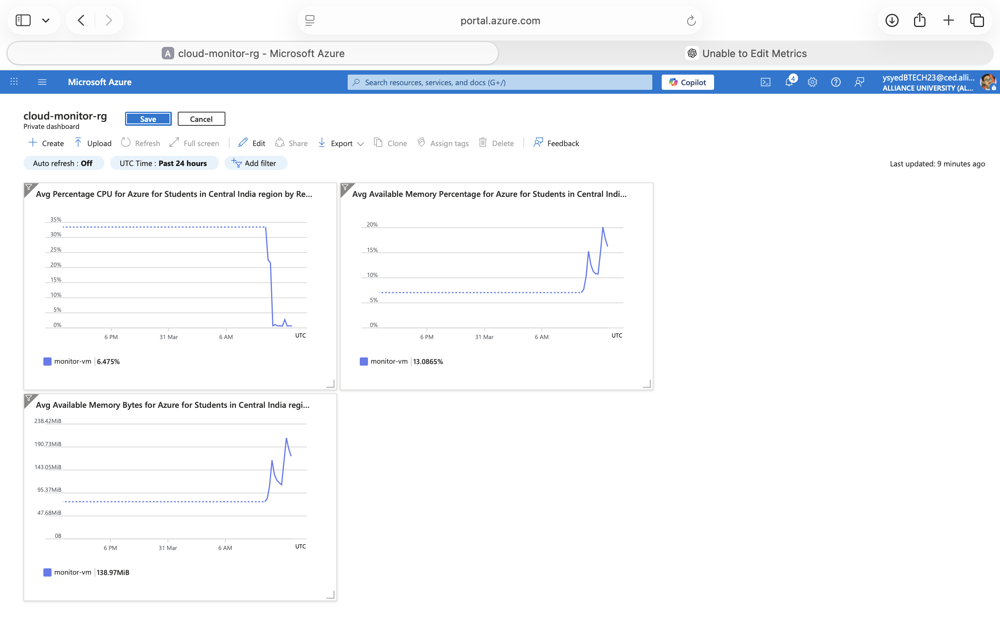 portal.azure.com
A cloud-monitor-rg - Microsoft Azure
Unable to Edit Metrics
Microsoft Azure
Search resources, services, and docs (G+/)
Copilot
4
ysyedBTECH23@ced.alli...
ALLIANCE UNIVERSITY (AL...
cloud-monitor-rg
Private dashboard
Save
Cancel
Create
Upload
Refresh
Full screen
Edit
Share
Export
Clone
Assign tags
Delete
Feedback
Auto refresh : Off
UTC Time : Past 24 hours
Add filter
Last updated: 9 minutes ago
Avg Percentage CPU for Azure for Students in Central India region by Re...
35%
30%
25%
20%
15%
10%
5%
0%
6 PM
31 Mar
6 AM
UTC
monitor-vm
6.475%
Avg Available Memory Percentage for Azure for Students in Central Indi...
20%
15%
10%
5%
0%
6 PM
31 Mar
6 AM
UTC
monitor-vm
13.0865%
Avg Available Memory Bytes for Azure for Students in Central India regi...
238.42MiB
190.73MiB
143.05MiB
95.37MiB
47.68MiB
0B
6 PM
31 Mar
6 AM
UTC
monitor-vm
138.97MiB